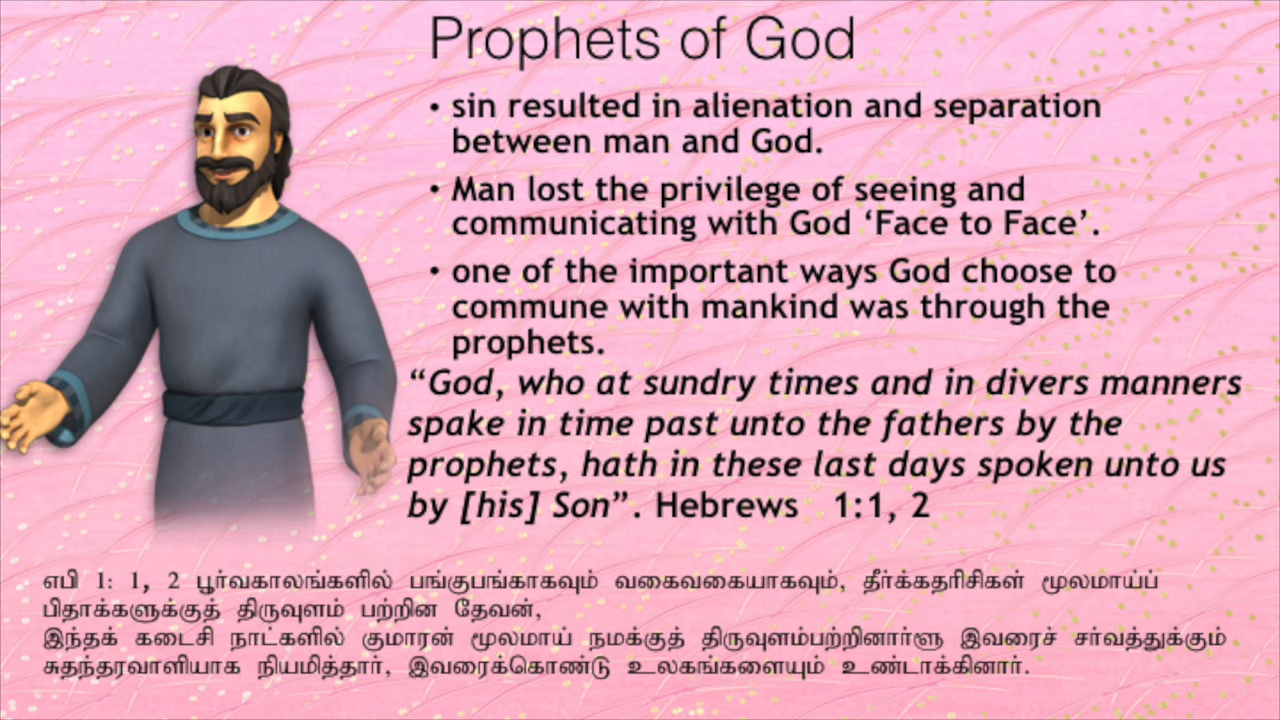 Prophets of God
• sin resulted in alienation and separation
between man and God.
• Man lost the privilege of seeing and
communicating with God ‘Face to Face’.
• one of the important ways God choose to
commune with mankind was through the
prophets.
“God, who at sundry times and in divers manners
spake in time past unto the fathers by the
prophets, hath in these last days spoken unto us
by [his] Son”. Hebrews 1:1, 2
எபி 1: 1, 2 பூர்வகாலங்களில் பங்குபங்காகவும் வகைவகையாகவும், தீர்க்கதரிசிகள் மூலமாய்ப்
பிதாக்களுக்குத் திருவுளம் பற்றின தேவன்,
இந்தக் கடைசி நாட்களில் குமாரன் மூலமாய் நமக்குத் திருவுளம்பற்றினார்ளு இவரைச் சர்வத்துக்கும்
சுதந்தரவாளியாக நியமித்தார், இவரைக்கொண்டு உலகங்களையும் உண்டாக்கினார்.